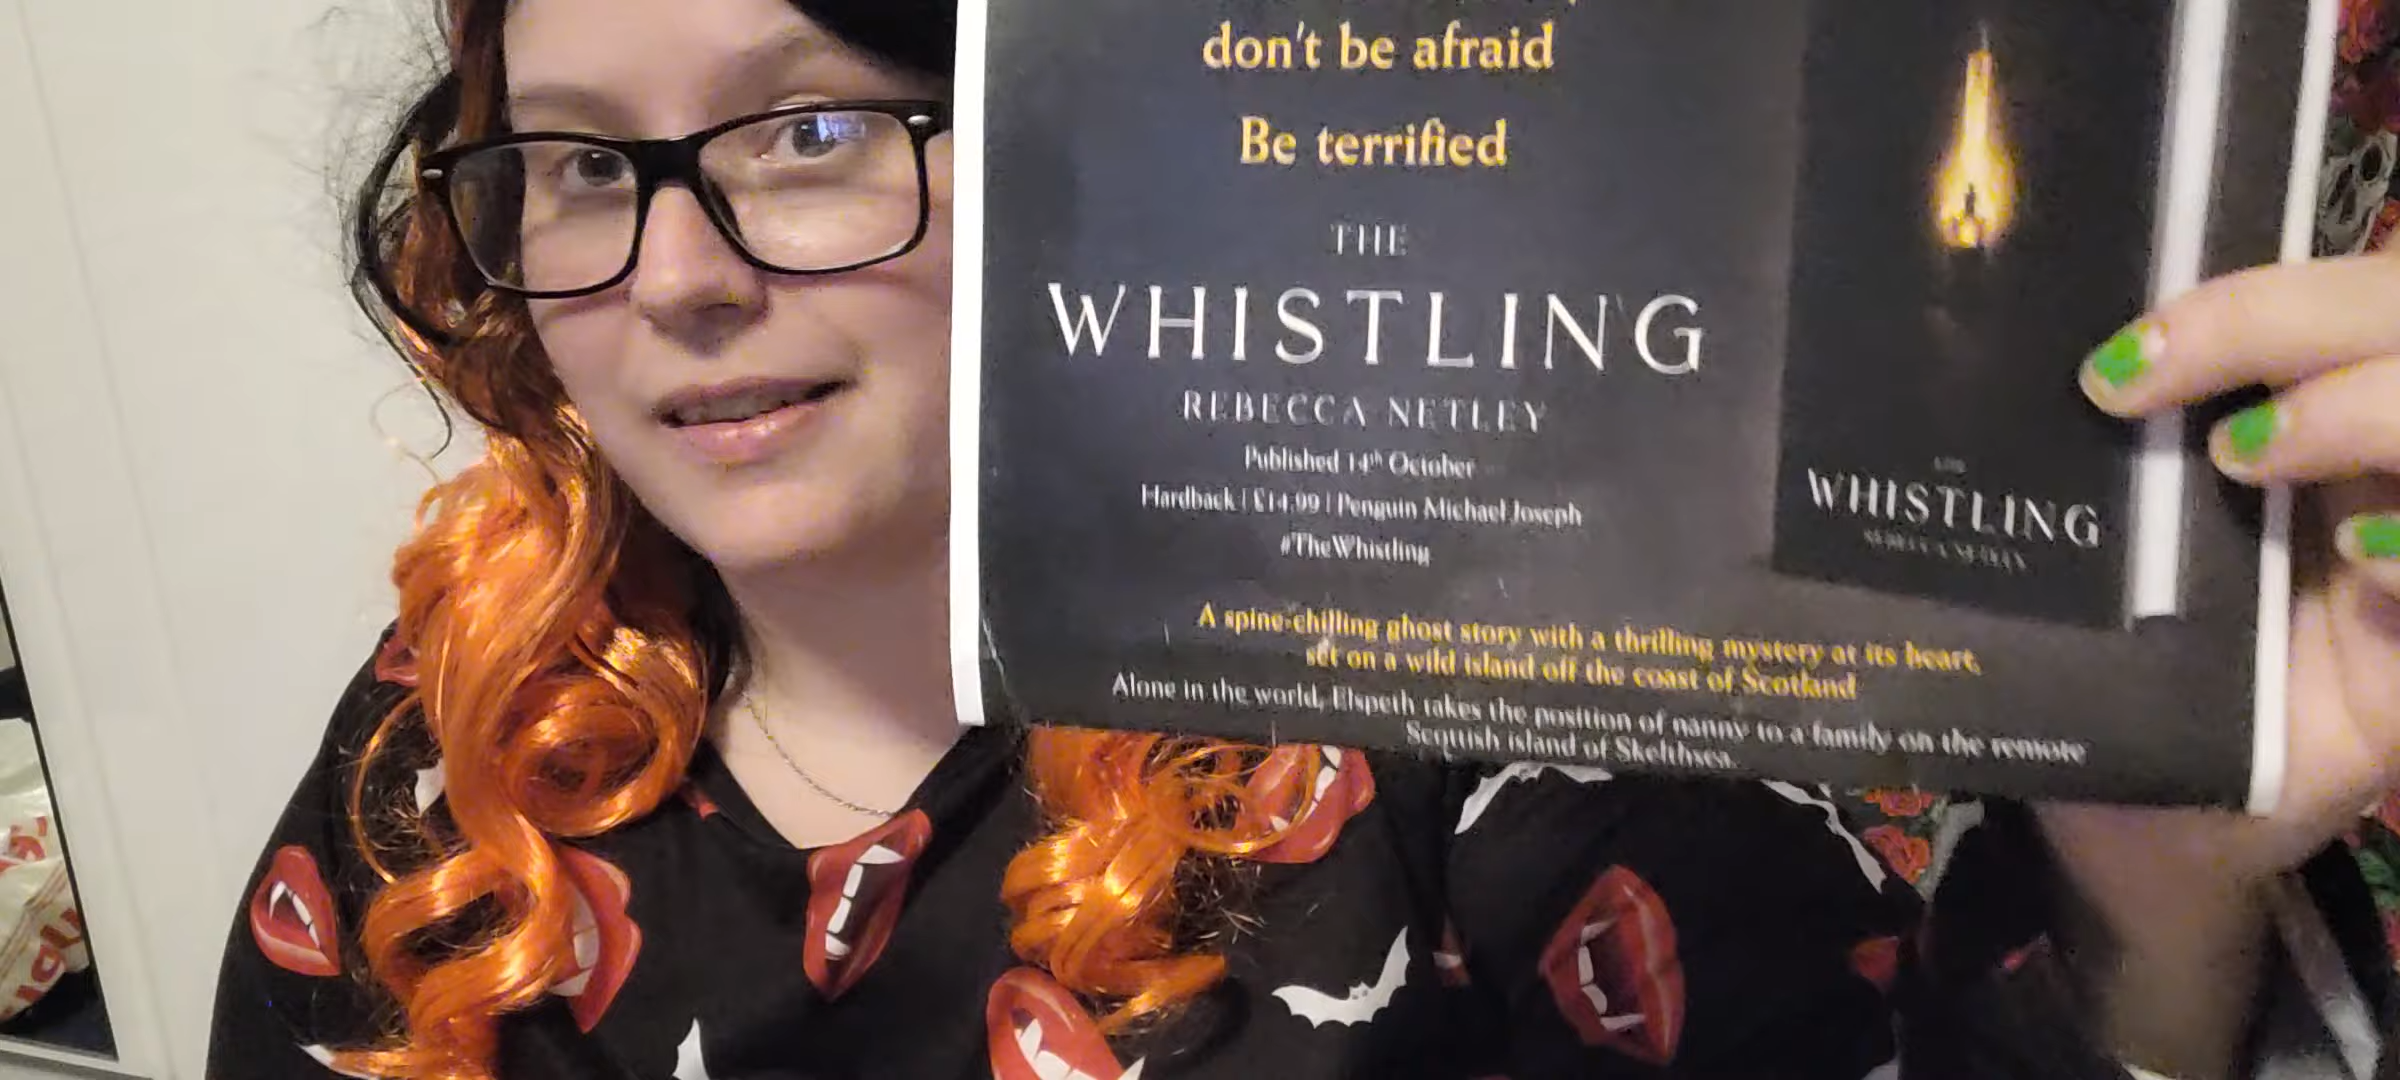 don't be afraid
Be terrified
THE
WHISTLING
REBECCA NETLEY
Published 14th October
Hardback | £14.99 | Penguin Michael Joseph
#TheWhistling
A spine-chilling ghost story with a thrilling mystery at its heart,
set on a wild island off the coast of Scotland
Alone in the world, Elspeth takes the position of nanny to a family on the remote
Scottish island of Skelthsea.
THE
WHISTLING
REBECCA NETLEY